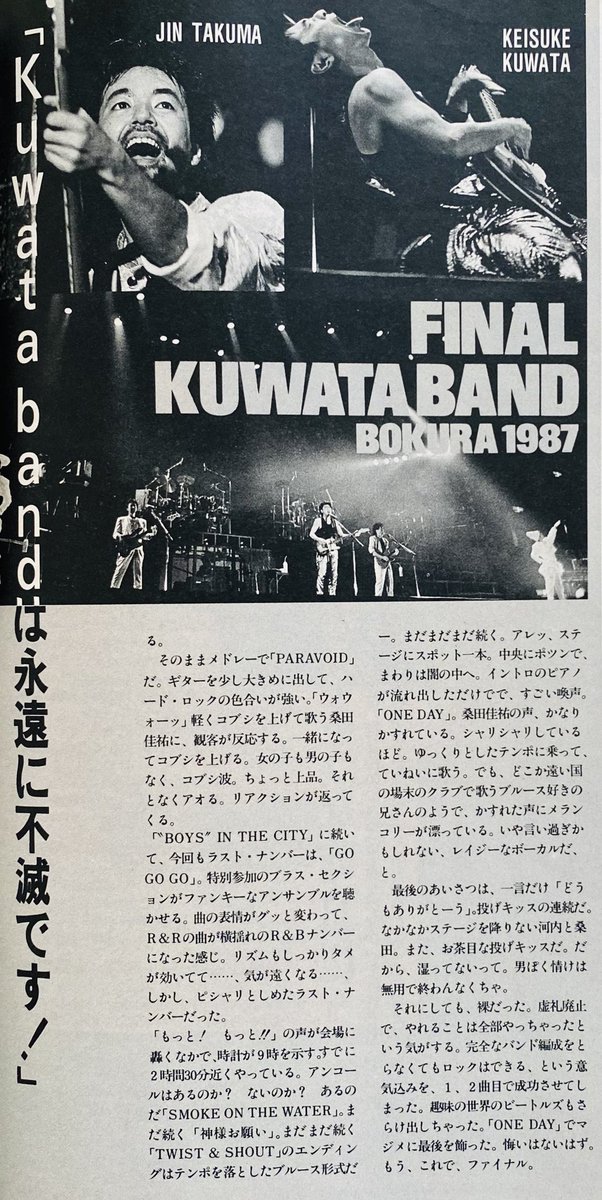 「Kuwata bandは永遠に不滅です！」
JIN TAKUMA
KEISUKE
KUWATA
FINAL
KUWATA BAND
BOKURA 1987
る。
そのままメドレーで「PARAVOID」
だ。ギターを少し大きめに出して、ハ
ード・ロックの色合いが強い。「ウォウ
ウォーッ」軽くコブシを上げて歌う桑田
佳祐に、観客が反応する。一緒になっ
てコブシを上げる。女の子も男の子も
なく、コブシ波。ちょっと上品。それ
となくアオる。リアクションが返って
くる。
「〝BOYS〟IN THE CITY」に続い
て、今回もラスト・ナンバーは、「GO
GO GO」。特別参加のブラス・セクシ
ョンがファンキーなアンサンブルを聴
かせる。曲の表情がグッと変わって、
R&Rの曲が横揺れのR&Bナンバー
になった感じ。リズムもしっかりタメ
が効いてて……、気が遠くなる……、
しかし、ピシャリとしめたラスト・ナ
ンバーだった。
「もっと！　もっと!!」の声が会場に
轟くなかで、時計が9時を示す。すでに
2時間30分近くやっている。アンコー
ルはあるのか？　ないのか？　あるの
だ「SMOKE ON THE WATER」。ま
だ続く「神様お願い」。まだまだ続く
「TWIST & SHOUT」のエンディン
グはテンポを落としたブルース形式だ
ー。まだまだまだ続く。アレッ、ステ
ージにスポット一本。中央にポツンで、
まわりは闇の中へ。イントロのピアノ
が流れ出しただけでで、すごい喚声。
「ONE DAY」。桑田佳祐の声、かなり
かすれている。シャリシャリしている
ほど。ゆっくりとしたテンポに乗って、
ていねいに歌う。でも、どこか遠い国
の場末のクラブで歌うブルース好きの
兄さんのようで、かすれた声にメラン
コリーが漂っている。いや言い過ぎか
もしれない、レイジーなボーカルだ、
と。
最後のあいさつは、一言だけ「どう
もありがとーう」。投げキッスの連続だ。
なかなかステージを降りない河内と桑
田。また、お茶目な投げキッスだ。だ
から、湿ってないって。男ぽく情けは
無用で終わんなくちゃ。
それにしても、裸だった。虚礼廃止
で、やれることは全部やっちゃったと
いう気がする。完全なバンド編成をと
らなくてもロックはできる、という意
気込みを、1、2曲目で成功させてし
まった。趣味の世界のビートルズもさ
らけ出しちゃった。「ONE DAY」でマ
ジメに最後を飾った。悔いはないはず。
もう、これで、ファイナル。